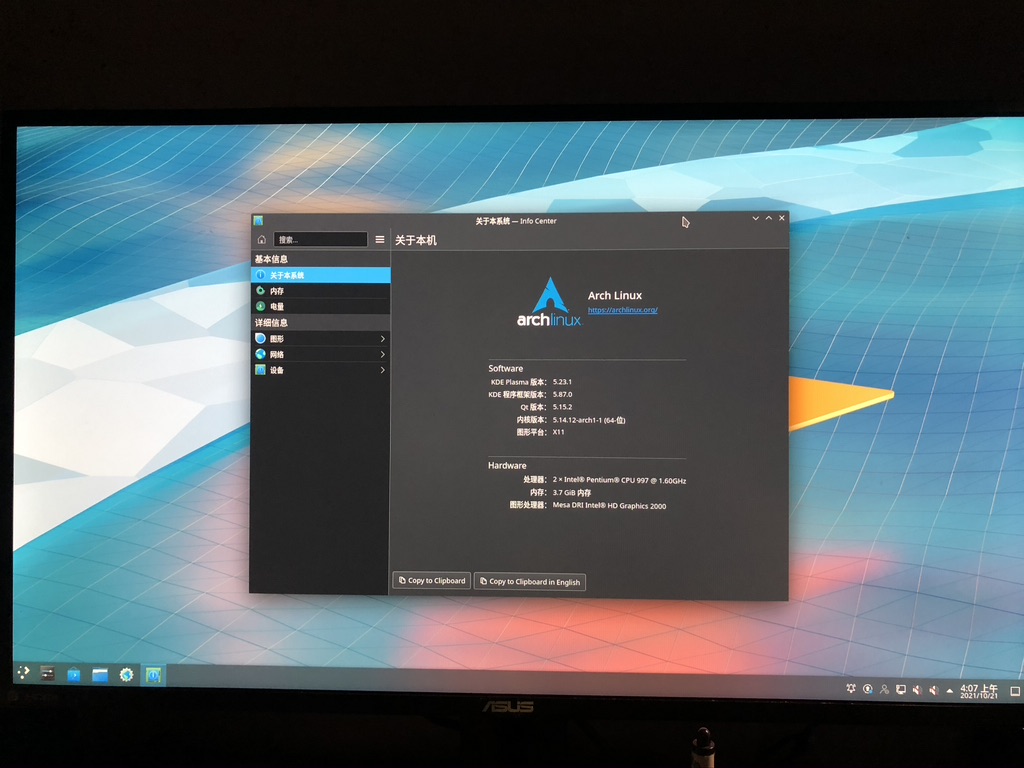 关于本系统 — Info Center
搜索...
关于本机
基本信息
关于本系统
内存
电量
详细信息
图形
网络
设备
archlinux
Arch Linux
https://archlinux.org/
Software
KDE Plasma 版本: 5.23.1
KDE 程序框架版本: 5.87.0
Qt 版本: 5.15.2
内核版本: 5.14.12-arch1-1 (64-位)
图形平台: X11
Hardware
处理器: 2 × Intel® Pentium® CPU 997 @ 1.60GHz
内存: 3.7 GiB 内存
图形处理器: Mesa DRI Intel® HD Graphics 2000
Copy to Clipboard
Copy to Clipboard in English
4:07 上午
2021/10/21
ASUS